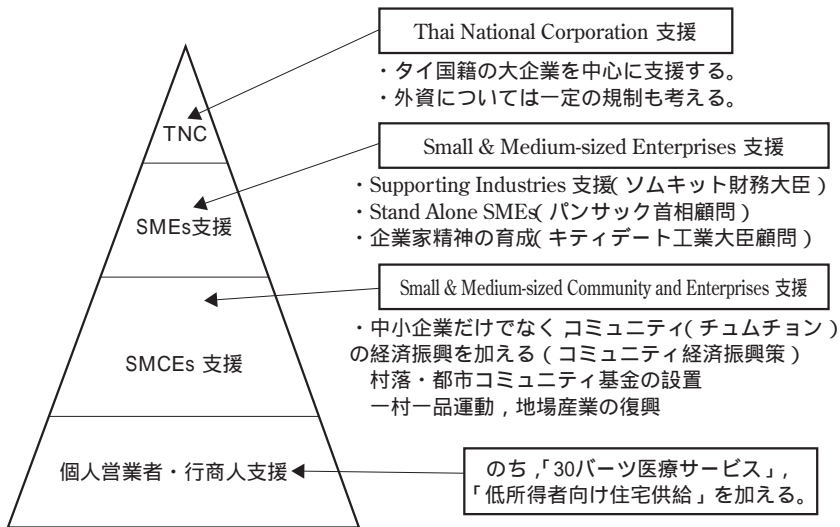 Thai National Corporation 支援
・タイ国籍の大企業を中心に支援する。
・外資については一定の規制も考える。
TNC
Small & Medium-sized Enterprises 支援
・Supporting Industries 支援(ソムキット財務大臣)
・Stand Alone SMEs(パンサック首相顧問)
・企業家精神の育成(キティデート工業大臣顧問)
SMEs支援
Small & Medium-sized Community and Enterprises 支援
・中小企業だけでなく コミュニティ(チュムチョン)
の経済振興を加える(コミュニティ経済振興策)
村落・都市コミュニティ基金の設置
一村一品運動，地場産業の復興
SMCEs 支援
個人営業者・行商人支援
のち，「30バーツ医療サービス」，
「低所得者向け住宅供給」を加える。